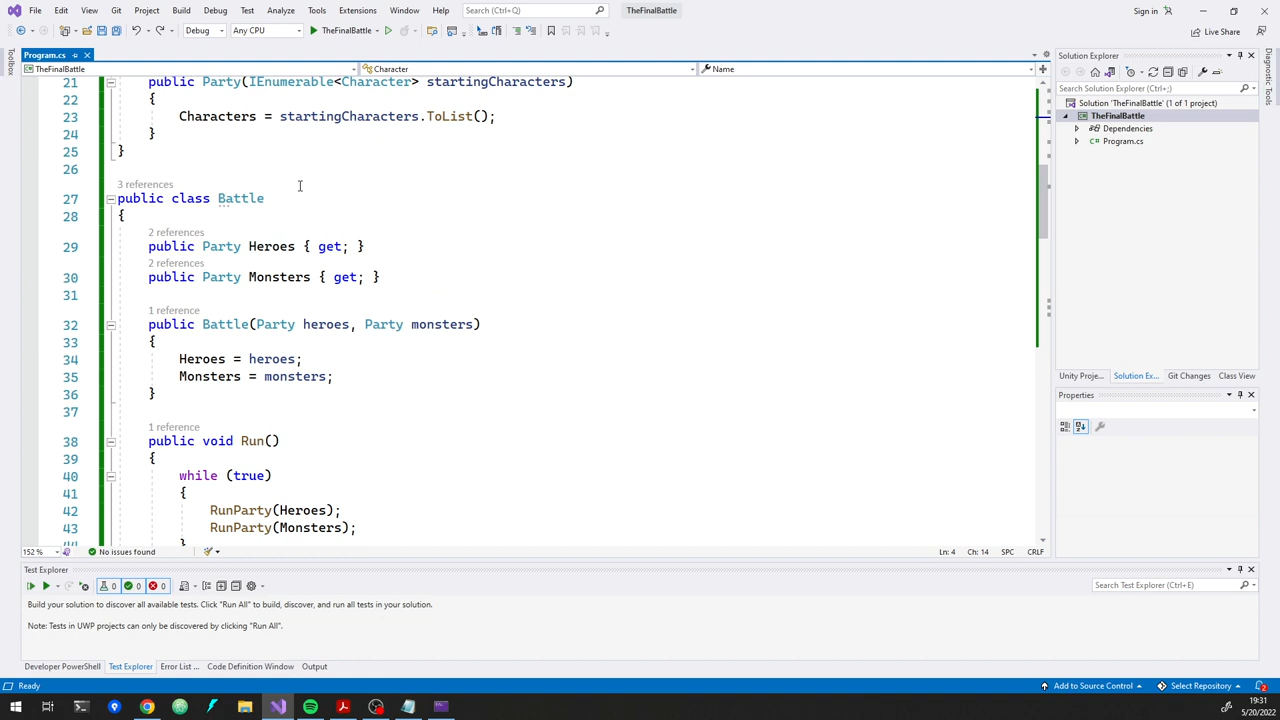 File Edit View Git Project Build Debug Test Analyze Tools Extensions Window Help Search (Ctrl+Q) TheFinalBattle Sign in
Debug Any CPU TheFinalBattle Live Share
Program.cs
TheFinalBattle Character Name
Toolbox
21 public Party(IEnumerable<Character> startingCharacters)
22 {
23 Characters = startingCharacters.ToList();
24 }
25 }
26
3 references
27 public class Battle
28 {
2 references
29 public Party Heroes { get; }
2 references
30 public Party Monsters { get; }
31
1 reference
32 public Battle(Party heroes, Party monsters)
33 {
34 Heroes = heroes;
35 Monsters = monsters;
36 }
37
1 reference
38 public void Run()
39 {
40 while (true)
41 {
42 RunParty(Heroes);
43 RunParty(Monsters);
44 }
152 % No issues found Ln: 4 Ch: 14 SPC CRLF
Solution Explorer
Search Solution Explorer (Ctrl+;)
Solution 'TheFinalBattle' (1 of 1 project)
TheFinalBattle
Dependencies
Program.cs
Unity Proje... Solution Ex... Git Changes Class View
Properties
Diagnostic Tools
Test Explorer
0 0 0 Search Test Explorer (Ctrl+E)
Build your solution to discover all available tests. Click "Run All" to build, discover, and run all tests in your solution.
Note: Tests in UWP projects can only be discovered by clicking "Run All".
Developer PowerShell Test Explorer Error List ... Code Definition Window Output
Ready Add to Source Control Select Repository 2
19:31
5/20/2022